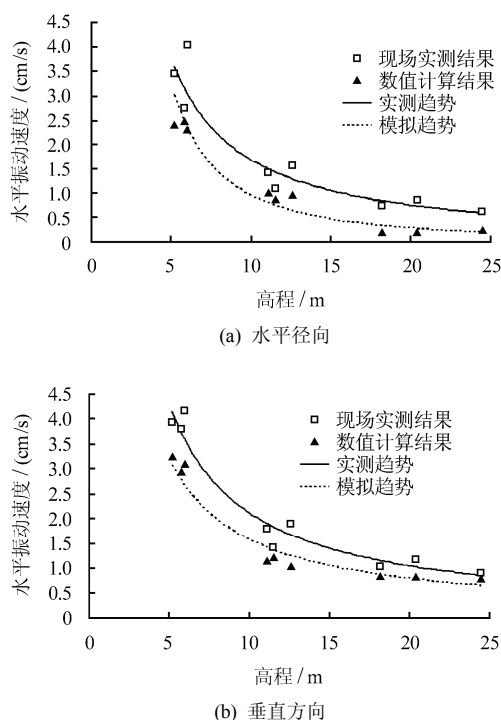 4.5
4.0
3.5
3.0
2.5
2.0
1.5
1.0
0.5
0
水平振动速度 / (cm/s)
□ 现场实测结果
▲ 数值计算结果
实测趋势
模拟趋势
0 5 10 15 20 25
高程 / m
(a) 水平径向
4.5
4.0
3.5
3.0
2.5
2.0
1.5
1.0
0.5
0
水平振动速度 / (cm/s)
□ 现场实测结果
▲ 数值计算结果
实测趋势
模拟趋势
0 5 10 15 20 25
高程 / m
(b) 垂直方向